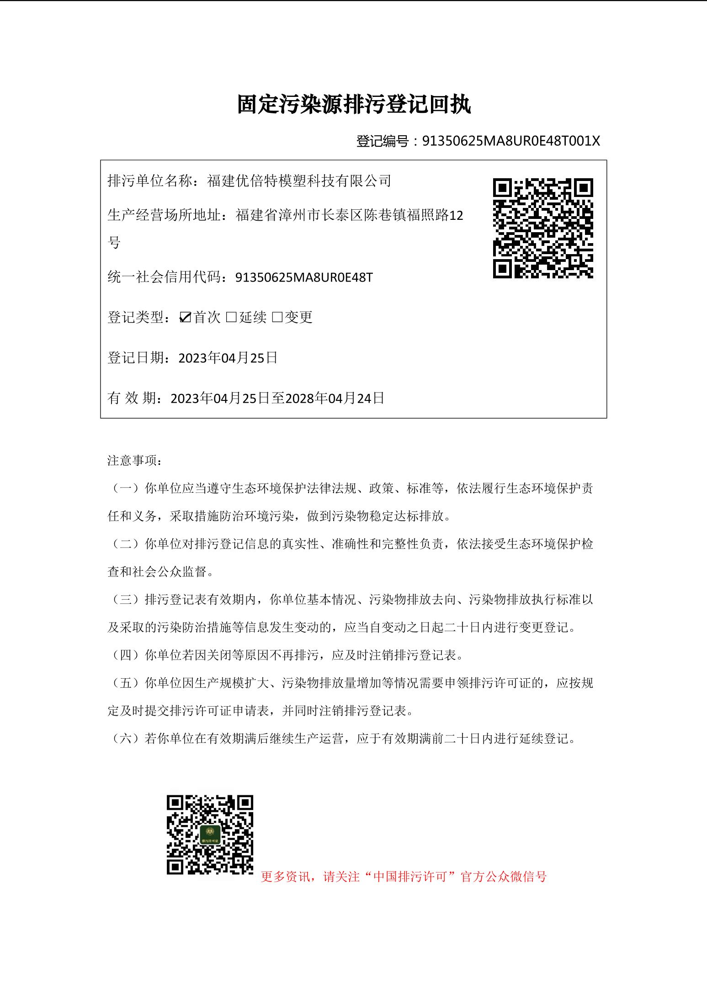 固定污染源排污登记回执
登记编号：91350625MA8UR0E48T001X
排污单位名称：福建优倍特模塑科技有限公司
生产经营场所地址：福建省漳州市长泰区陈巷镇福照路12
号
统一社会信用代码：91350625MA8UR0E48T
登记类型：☑首次 □延续 □变更
登记日期：2023年04月25日
有 效 期：2023年04月25日至2028年04月24日
注意事项：
（一）你单位应当遵守生态环境保护法律法规、政策、标准等，依法履行生态环境保护责
任和义务，采取措施防治环境污染，做到污染物稳定达标排放。
（二）你单位对排污登记信息的真实性、准确性和完整性负责，依法接受生态环境保护检
查和社会公众监督。
（三）排污登记表有效期内，你单位基本情况、污染物排放去向、污染物排放执行标准以
及采取的污染防治措施等信息发生变动的，应当自变动之日起二十日内进行变更登记。
（四）你单位若因关闭等原因不再排污，应及时注销排污登记表。
（五）你单位因生产规模扩大、污染物排放量增加等情况需要申领排污许可证的，应按规
定及时提交排污许可证申请表，并同时注销排污登记表。
（六）若你单位在有效期满后继续生产运营，应于有效期满前二十日内进行延续登记。
排污许可证
更多资讯，请关注“中国排污许可”官方公众微信号